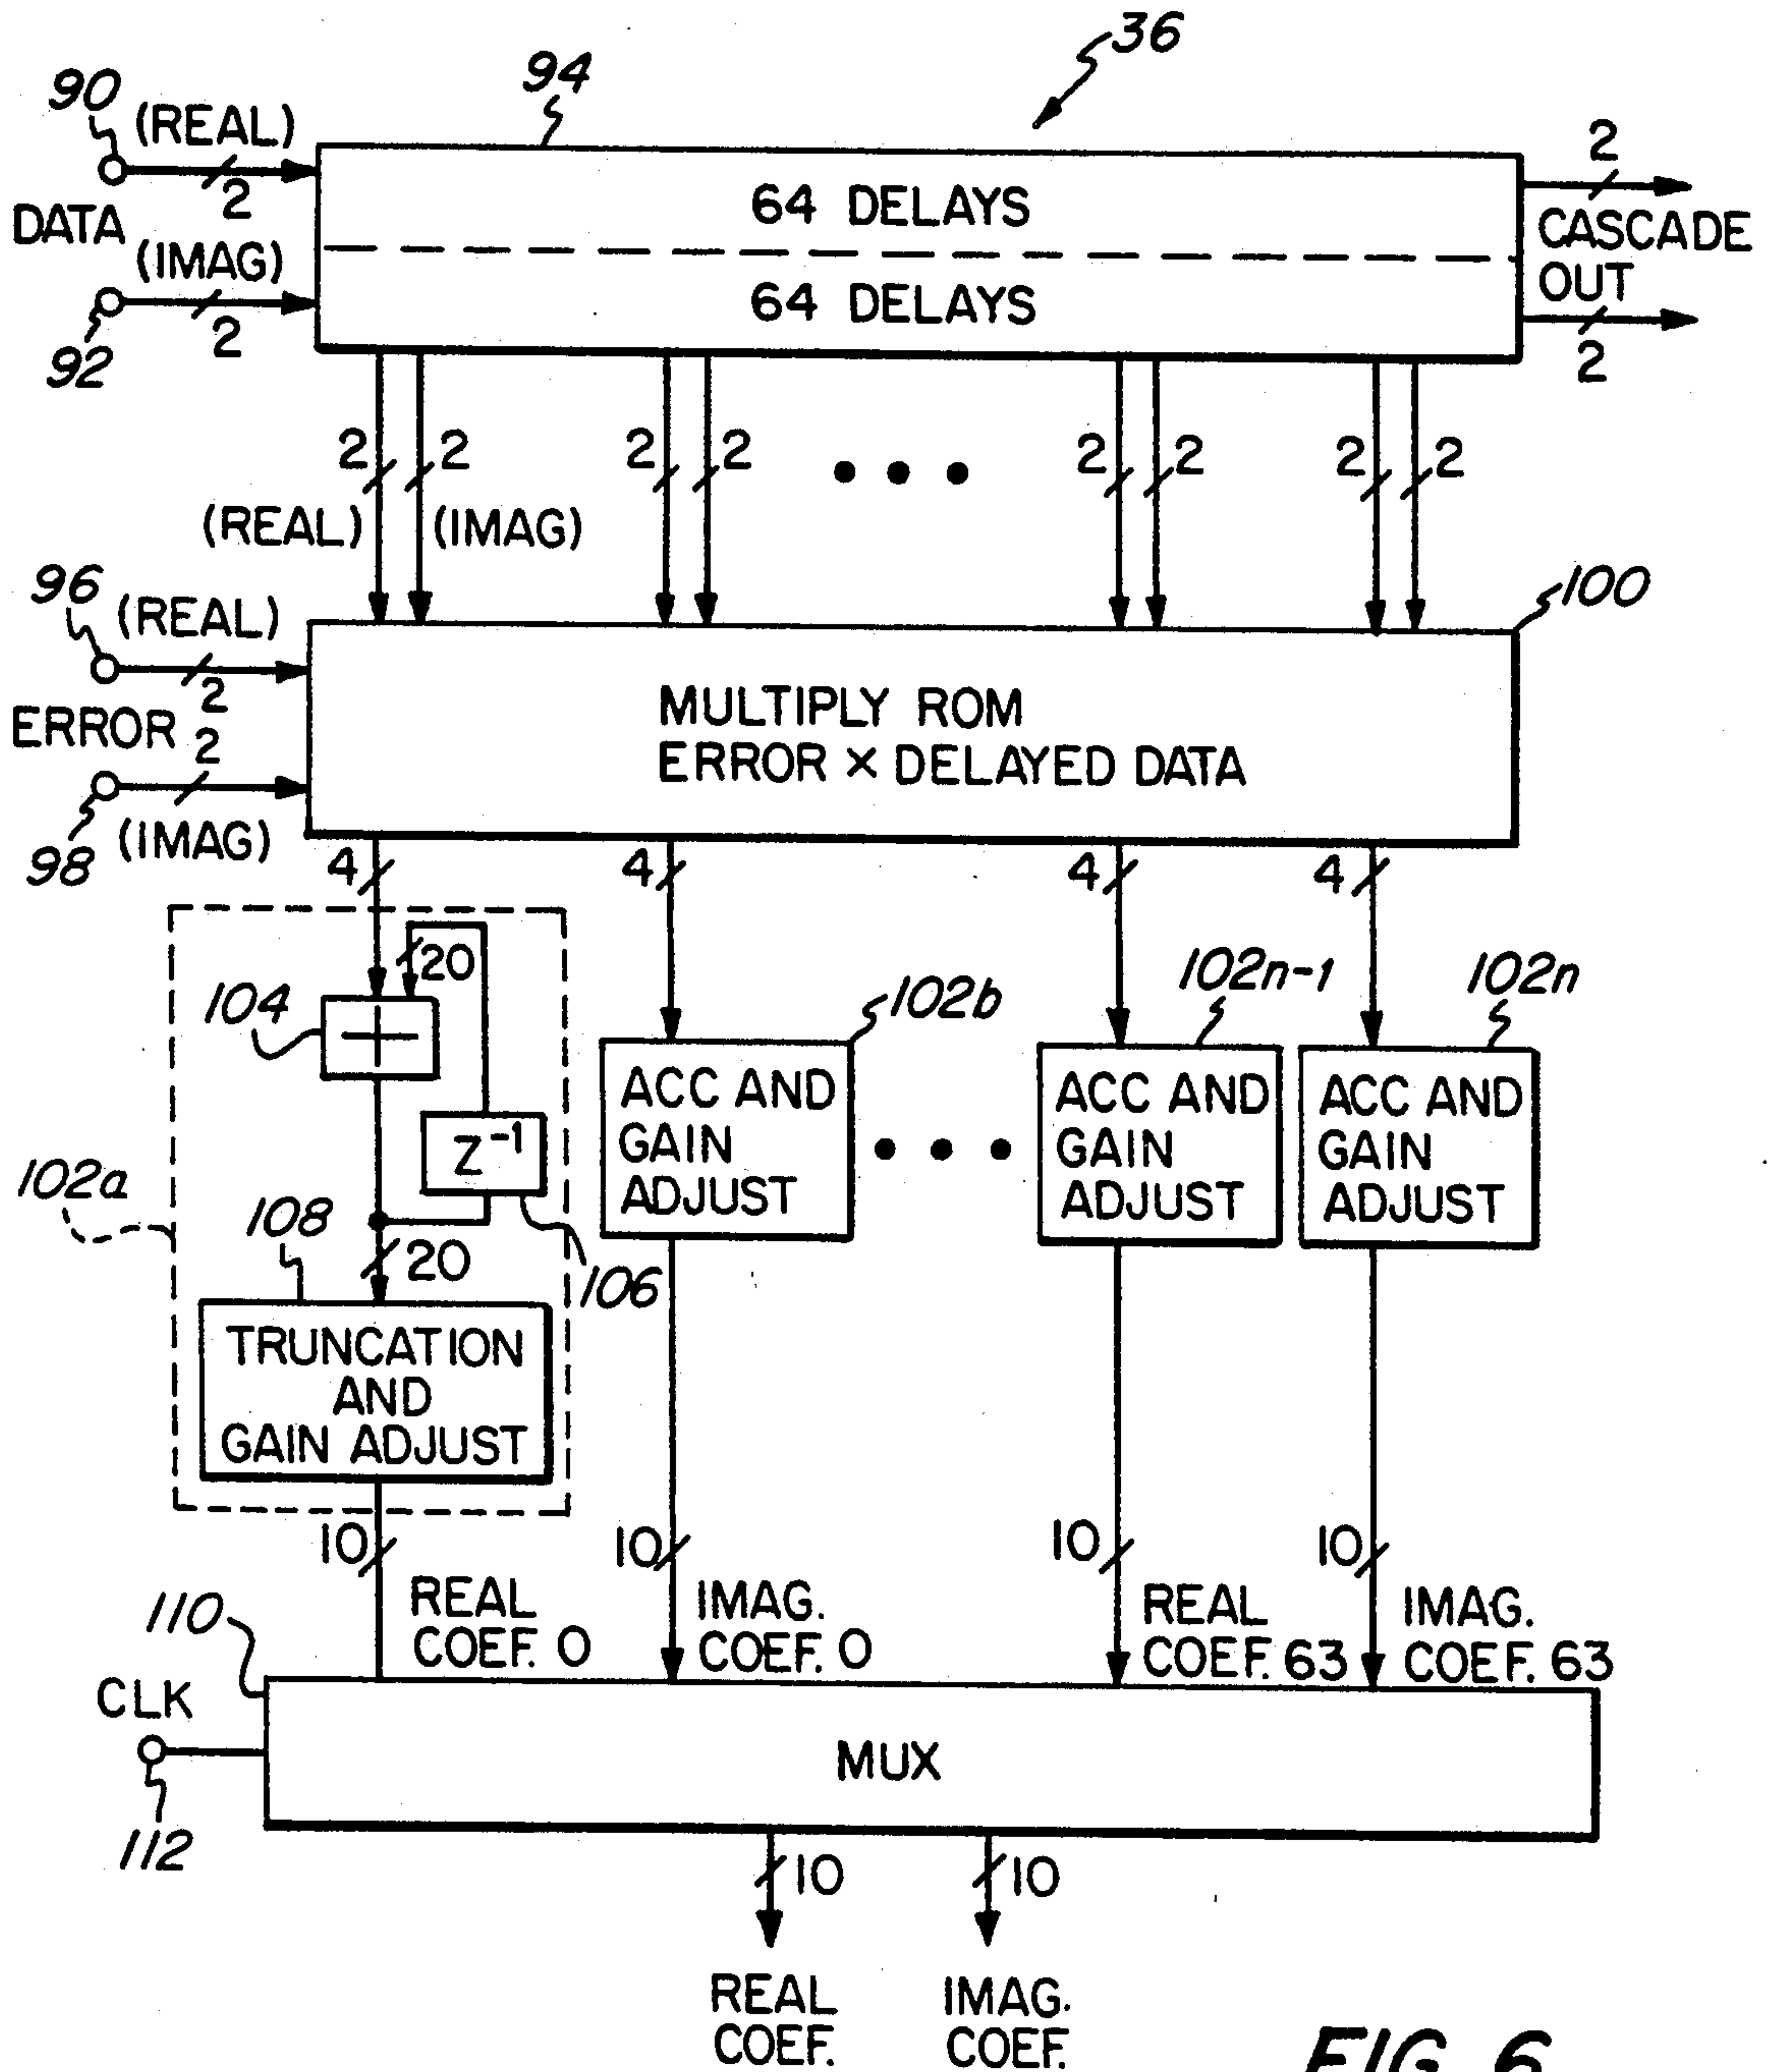 36
94
90
(REAL)
2
2
DATA
64 DELAYS
CASCADE
OUT
(IMAG)
64 DELAYS
2
2
92
2 2 2 2 2 2 2 2
(REAL) (IMAG)
96
(REAL)
100
2
ERROR
2
MULTIPLY ROM
ERROR × DELAYED DATA
98
(IMAG)
4 4 4 4
20
104
+
102b
102n-1
102n
Z⁻¹
ACC AND
GAIN
ADJUST
ACC AND
GAIN
ADJUST
ACC AND
GAIN
ADJUST
102a
108
20
106
TRUNCATION
AND
GAIN ADJUST
10 10 10 10
REAL
COEF. 0
IMAG.
COEF. 0
REAL
COEF. 63
IMAG.
COEF. 63
110
CLK
MUX
112
10 10
REAL
COEF.
IMAG.
COEF.
FIG. 6